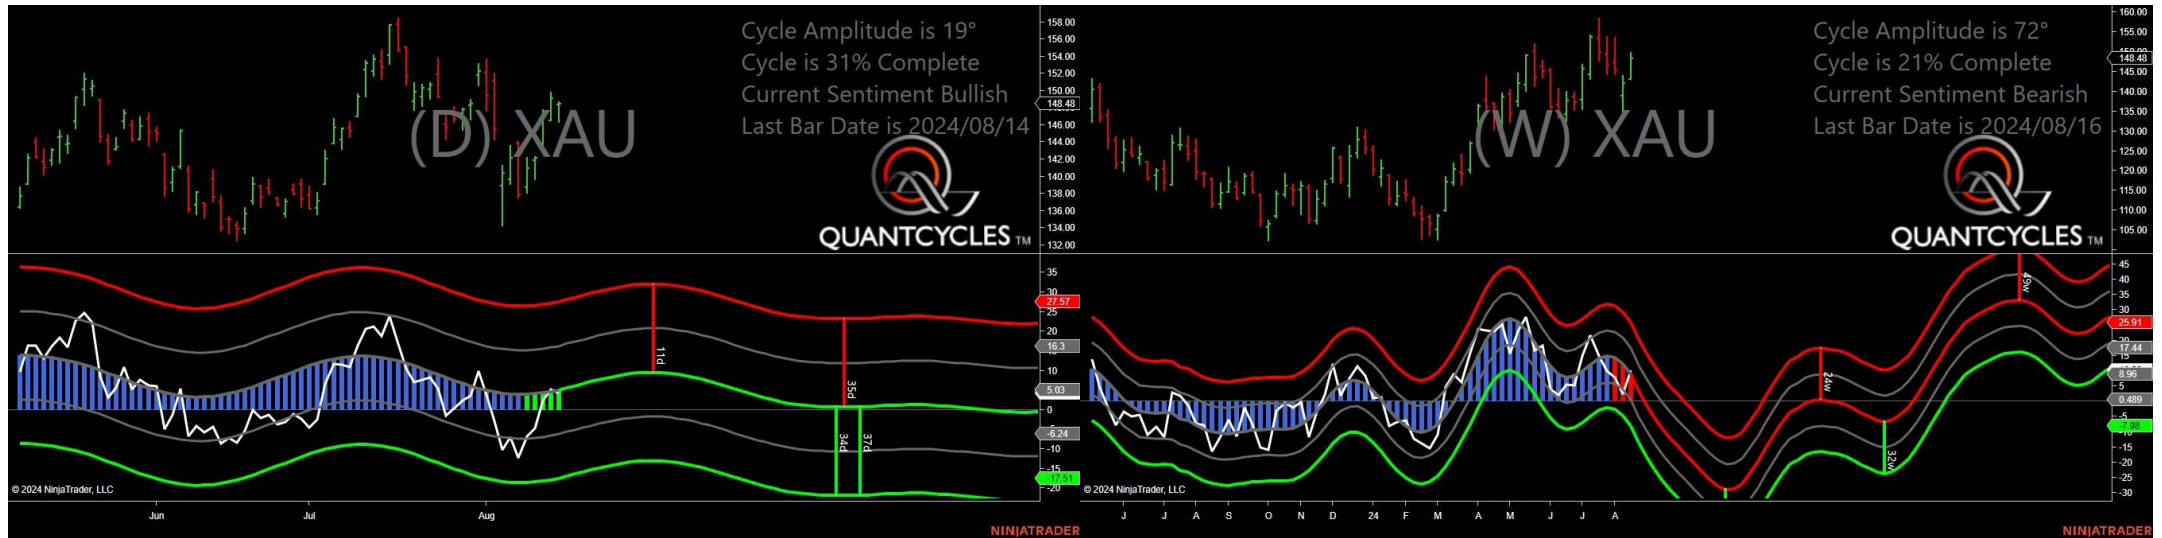 Cycle Amplitude is 19°
Cycle is 31% Complete
Current Sentiment Bullish
Last Bar Date is 2024/08/14
(D) XAU
QUANTCYCLES TM
158.00
156.00
154.00
152.00
150.00
148.48
146.00
144.00
142.00
140.00
138.00
136.00
134.00
132.00
35
30
27.57
25
20
16.3
10
5.03
0
-6.24
-10
-15
-17.51
-20
11d
35d
34d
37d
© 2024 NinjaTrader, LLC
Jun
Jul
Aug
NINJATRADER
Cycle Amplitude is 72°
Cycle is 21% Complete
Current Sentiment Bearish
Last Bar Date is 2024/08/16
(W) XAU
QUANTCYCLES TM
160.00
155.00
148.48
145.00
140.00
135.00
130.00
125.00
120.00
115.00
110.00
105.00
45
40
35
30
25.91
17.44
15
8.96
5
0.489
-5
-7.98
-15
-20
-25
-30
49w
24w
32w
© 2024 NinjaTrader, LLC
J J A S O N D 24 F M A M J J A
NINJATRADER